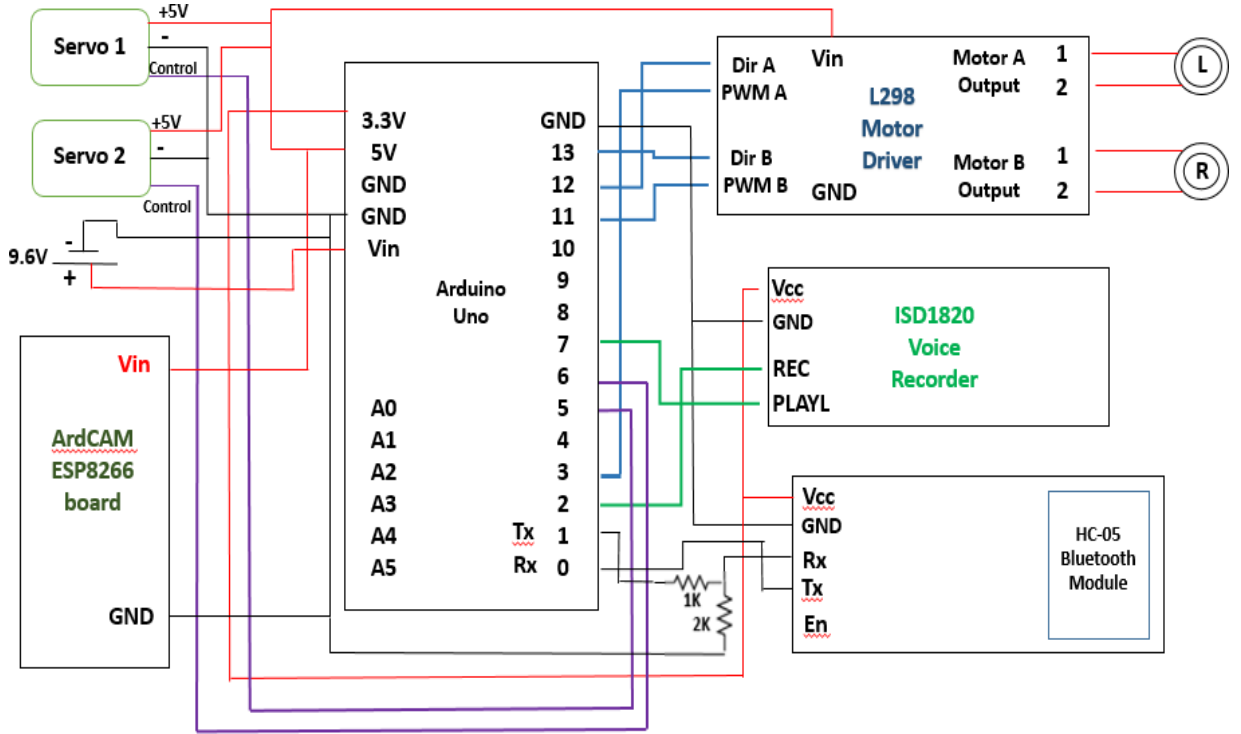 +5V
Servo 1
-
Control
+5V
Servo 2
-
Control
9.6V
-
+
Vin
ArdCAM
ESP8266
board
GND
3.3V
5V
GND
GND
Vin
Arduino
Uno
A0
A1
A2
A3
A4
A5
GND
13
12
11
10
9
8
7
6
5
4
3
2
Tx 1
Rx 0
1K
2K
Dir A
PWM A
Dir B
PWM B
Vin
GND
L298
Motor
Driver
Motor A
Output
1
2
Motor B
Output
1
2
L
R
Vcc
GND
REC
PLAYL
ISD1820
Voice
Recorder
Vcc
GND
Rx
Tx
En
HC-05
Bluetooth
Module